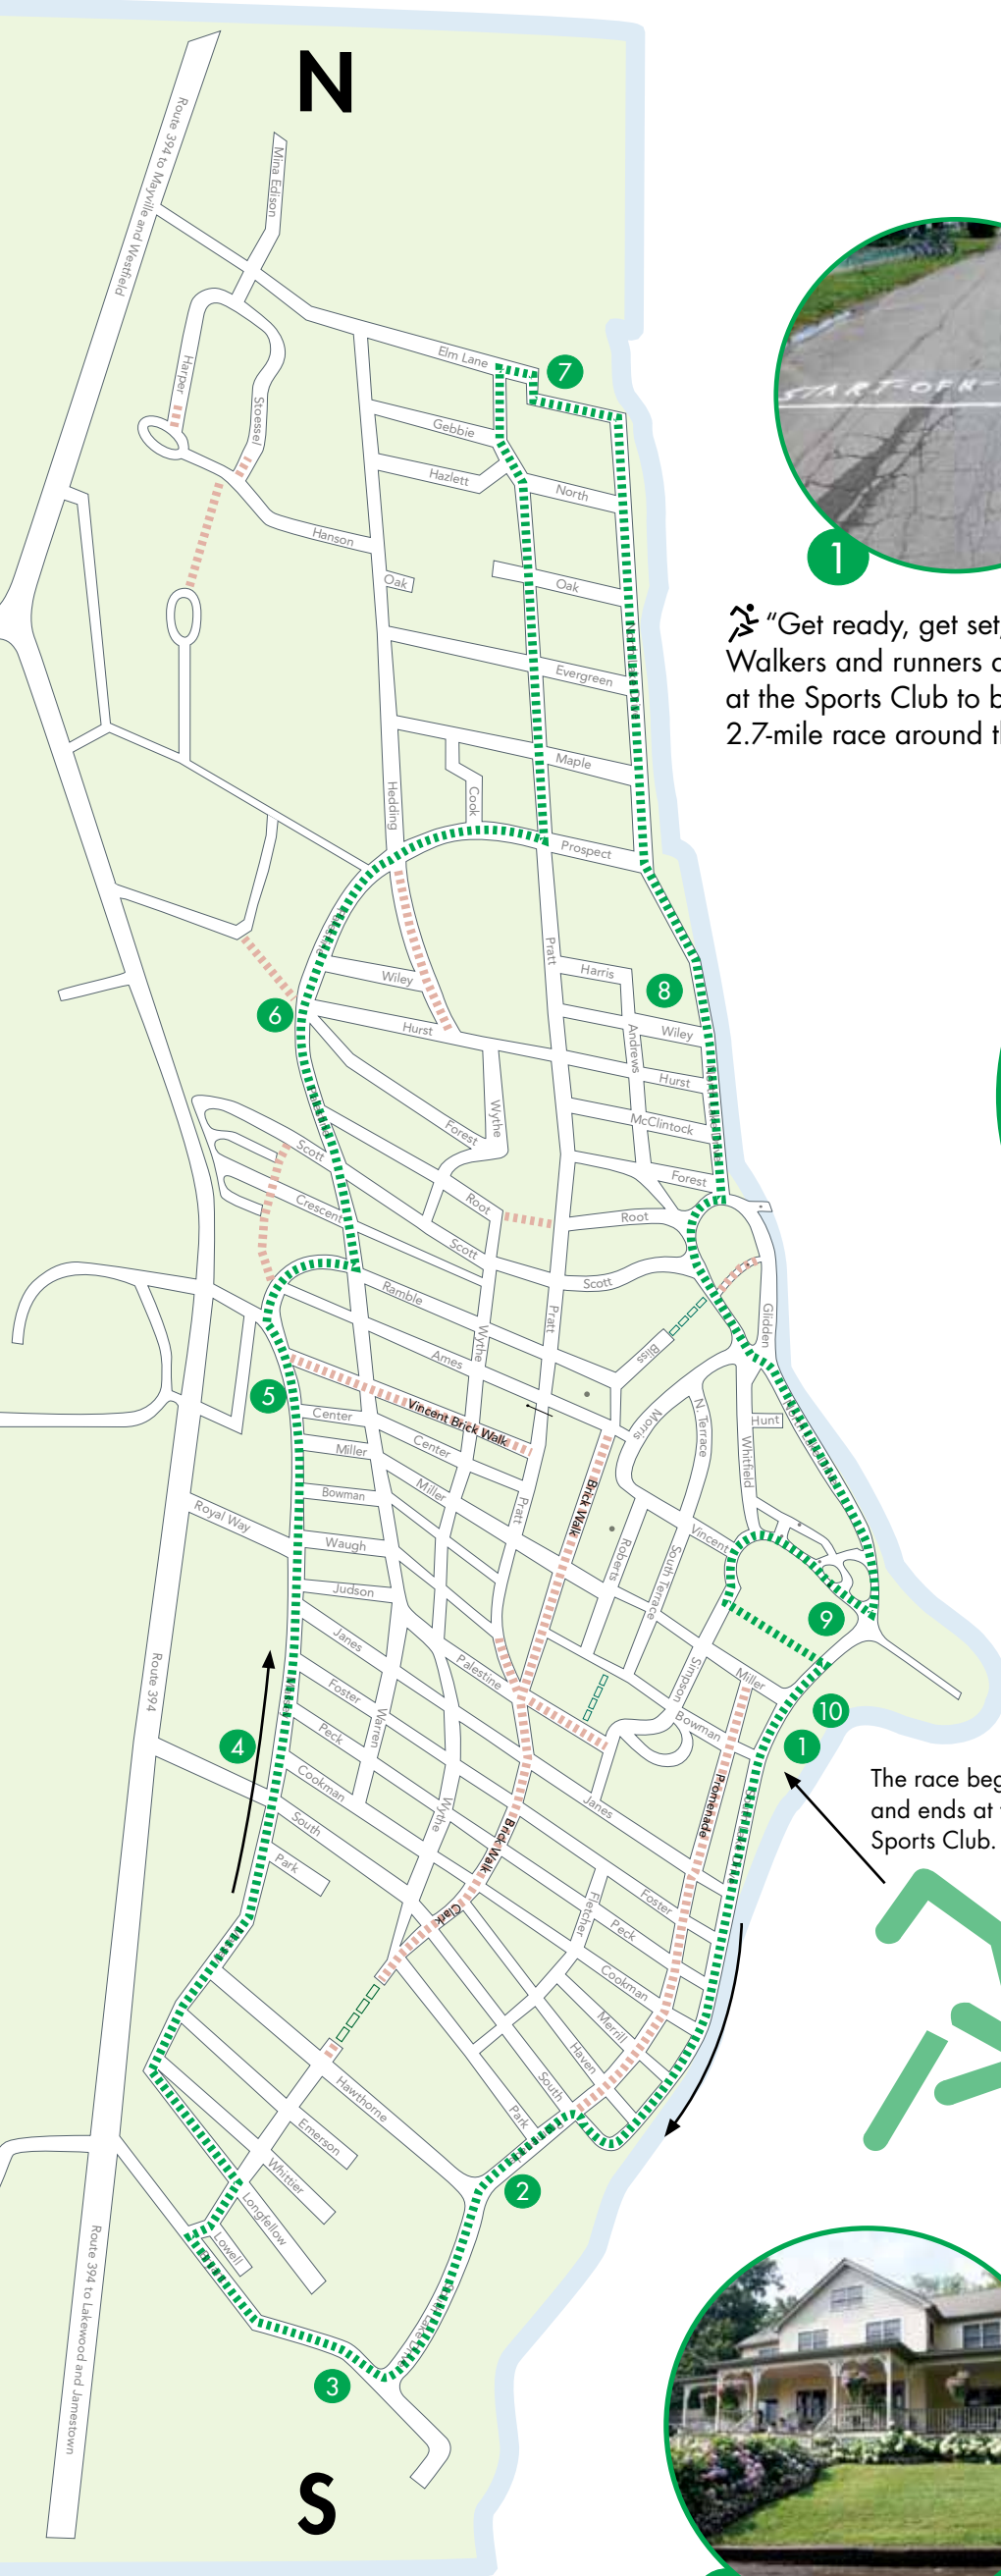 N
Route 394 to Mayville and Westfield
Mina Edison
Elm Lane
7
Harper
Stoessel
Gebbie
Hazlett
North
START-OF-R
Hanson
Oak
Oak
1
"Get ready, get set,
Walkers and runners
at the Sports Club to b
2.7-mile race around th
Evergreen
Maple
Hedding
Cook
Prospect
Pratt
Harris
Wiley
8
6
Hurst
Wiley
Andrews
Hurst
Wythe
McClintock
Forest
Scott
Forest
Root
Root
Crescent
Scott
Scott
Ramble
Pratt
Glidden
Wythe
Bliss
Ames
5
Vincent Brick Walk
Center
Center
Morris
N. Terrace
Hunt
Whitfield
Miller
Miller
Bowman
Pratt
Brick Walk
Royal Way
Waugh
Vincent
Roberts
South Terrace
Judson
9
Janes
Palestine
Miller
Simpson
Route 394
Foster
10
Warren
Peck
Bowman
4
1
Cookman
The race beg
and ends at
Sports Club.
Promenade
Janes
South
Wythe
Brick Walk
Park
Foster
Fletcher
Peck
Clark
Cookman
Merrill
Haven
South
Hawthorne
Park
Emerson
Whittier
2
Longfellow
Lowell
South Lake Drive
3
Route 394 to Lakewood and Jamestown
S